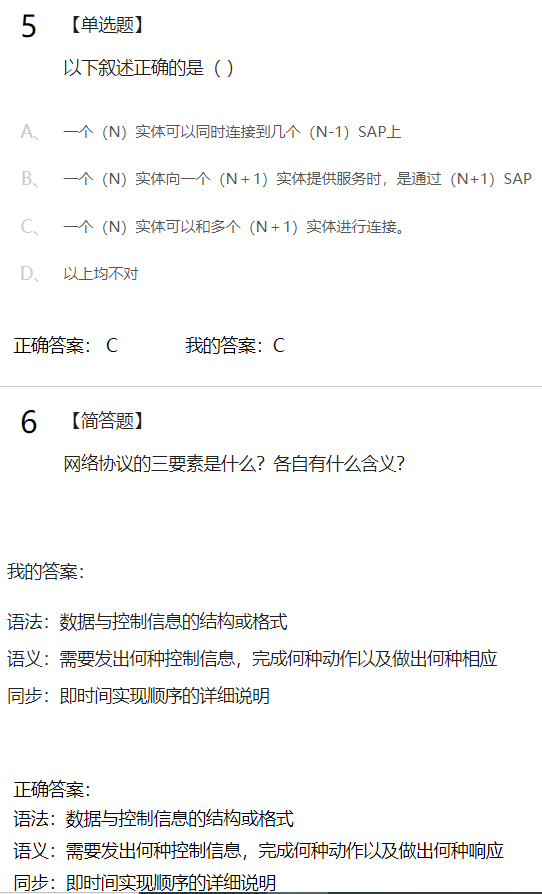 5 【单选题】
以下叙述正确的是（ ）
A、 一个（N）实体可以同时连接到几个（N-1）SAP上
B、 一个（N）实体向一个（N + 1）实体提供服务时，是通过（N+1）SAP
C、 一个（N）实体可以和多个（N + 1）实体进行连接。
D、 以上均不对
正确答案： C 我的答案：C
6 【简答题】
网络协议的三要素是什么？各自有什么含义？
我的答案：
语法：数据与控制信息的结构或格式
语义：需要发出何种控制信息，完成何种动作以及做出何种相应
同步：即时间实现顺序的详细说明
正确答案：
语法：数据与控制信息的结构或格式
语义：需要发出何种控制信息，完成何种动作以及做出何种响应
同步：即时间实现顺序的详细说明